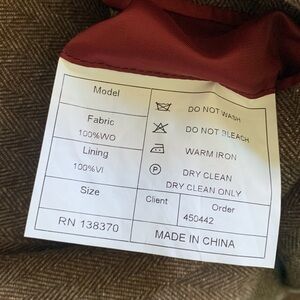 Model
Fabric
100%WO
Lining
100%VI
Size
RN 138370
DO NOT WASH
DO NOT BLEACH
WARM IRON
P
DRY CLEAN
DRY CLEAN ONLY
Client
Order
450442
MADE IN CHINA